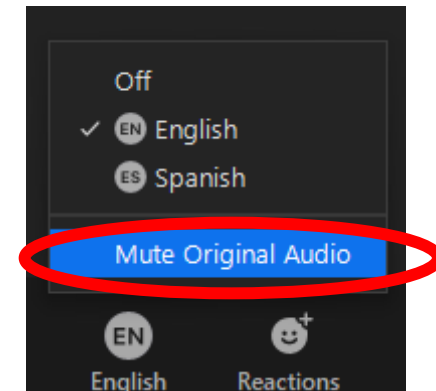 Off
EN English
ES Spanish
Mute Original Audio
EN
English Reactions